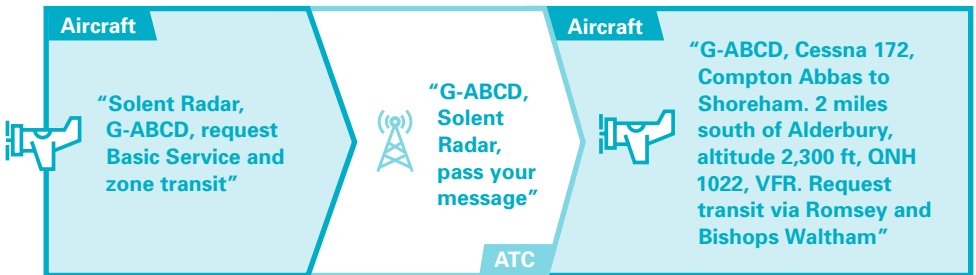 Aircraft
“Solent Radar,
G-ABCD, request
Basic Service and
zone transit”
“G-ABCD,
Solent
Radar,
pass your
message”
ATC
Aircraft
“G-ABCD, Cessna 172,
Compton Abbas to
Shoreham. 2 miles
south of Alderbury,
altitude 2,300 ft, QNH
1022, VFR. Request
transit via Romsey and
Bishops Waltham”